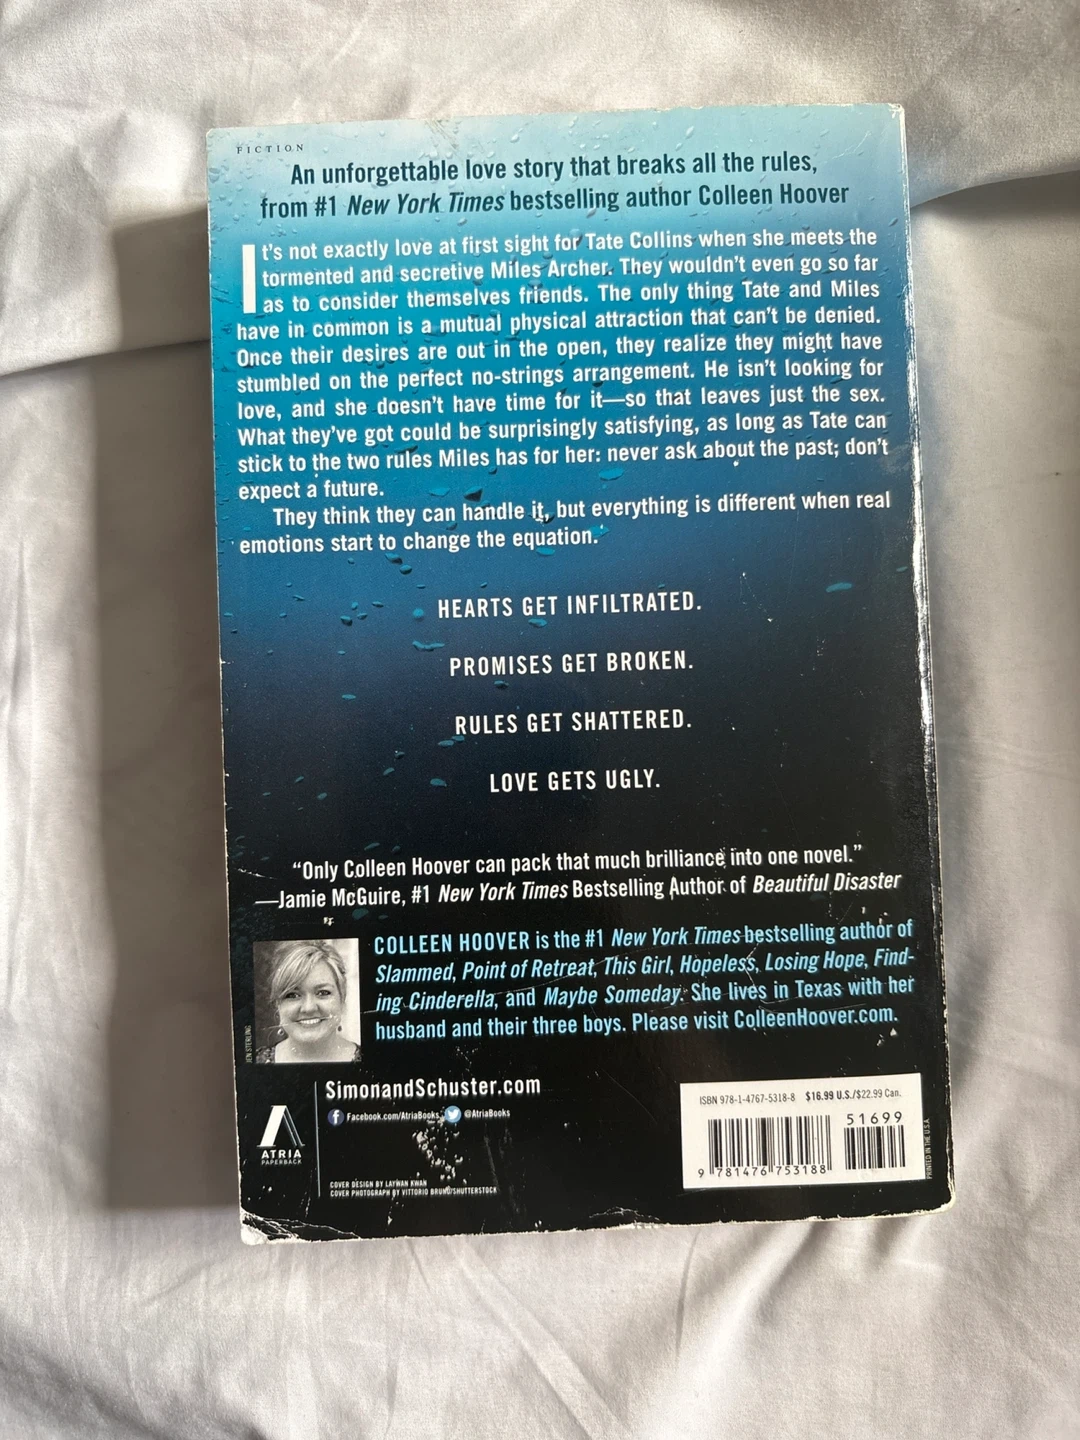 FICTION
An unforgettable love story that breaks all the rules,
from #1 New York Times bestselling author Colleen Hoover
It's not exactly love at first sight for Tate Collins when she meets the
tormented and secretive Miles Archer. They wouldn't even go so far
as to consider themselves friends. The only thing Tate and Miles
have in common is a mutual physical attraction that can't be denied.
Once their desires are out in the open, they realize they might have
stumbled on the perfect no-strings arrangement. He isn't looking for
love, and she doesn't have time for it—so that leaves just the sex.
What they've got could be surprisingly satisfying, as long as Tate can
stick to the two rules Miles has for her: never ask about the past; don't
expect a future.
They think they can handle it, but everything is different when real
emotions start to change the equation.
HEARTS GET INFILTRATED.
PROMISES GET BROKEN.
RULES GET SHATTERED.
LOVE GETS UGLY.
“Only Colleen Hoover can pack that much brilliance into one novel.”
—Jamie McGuire, #1 New York Times Bestselling Author of Beautiful Disaster
COLLEEN HOOVER is the #1 New York Times bestselling author of
Slammed, Point of Retreat, This Girl, Hopeless, Losing Hope, Find-
ing Cinderella, and Maybe Someday. She lives in Texas with her
husband and their three boys. Please visit ColleenHoover.com.
JEN STERLING
SimonandSchuster.com
Facebook.com/AtriaBooks @AtriaBooks
ATRIA
PAPERBACK
COVER DESIGN BY LAYWAN KWAN
COVER PHOTOGRAPH BY VITTORIO BRUNO/SHUTTERSTOCK
ISBN 978-1-4767-5318-8 $16.99 U.S./$22.99 Can.
51699
9 781476 753188
PRINTED IN THE U.S.A.